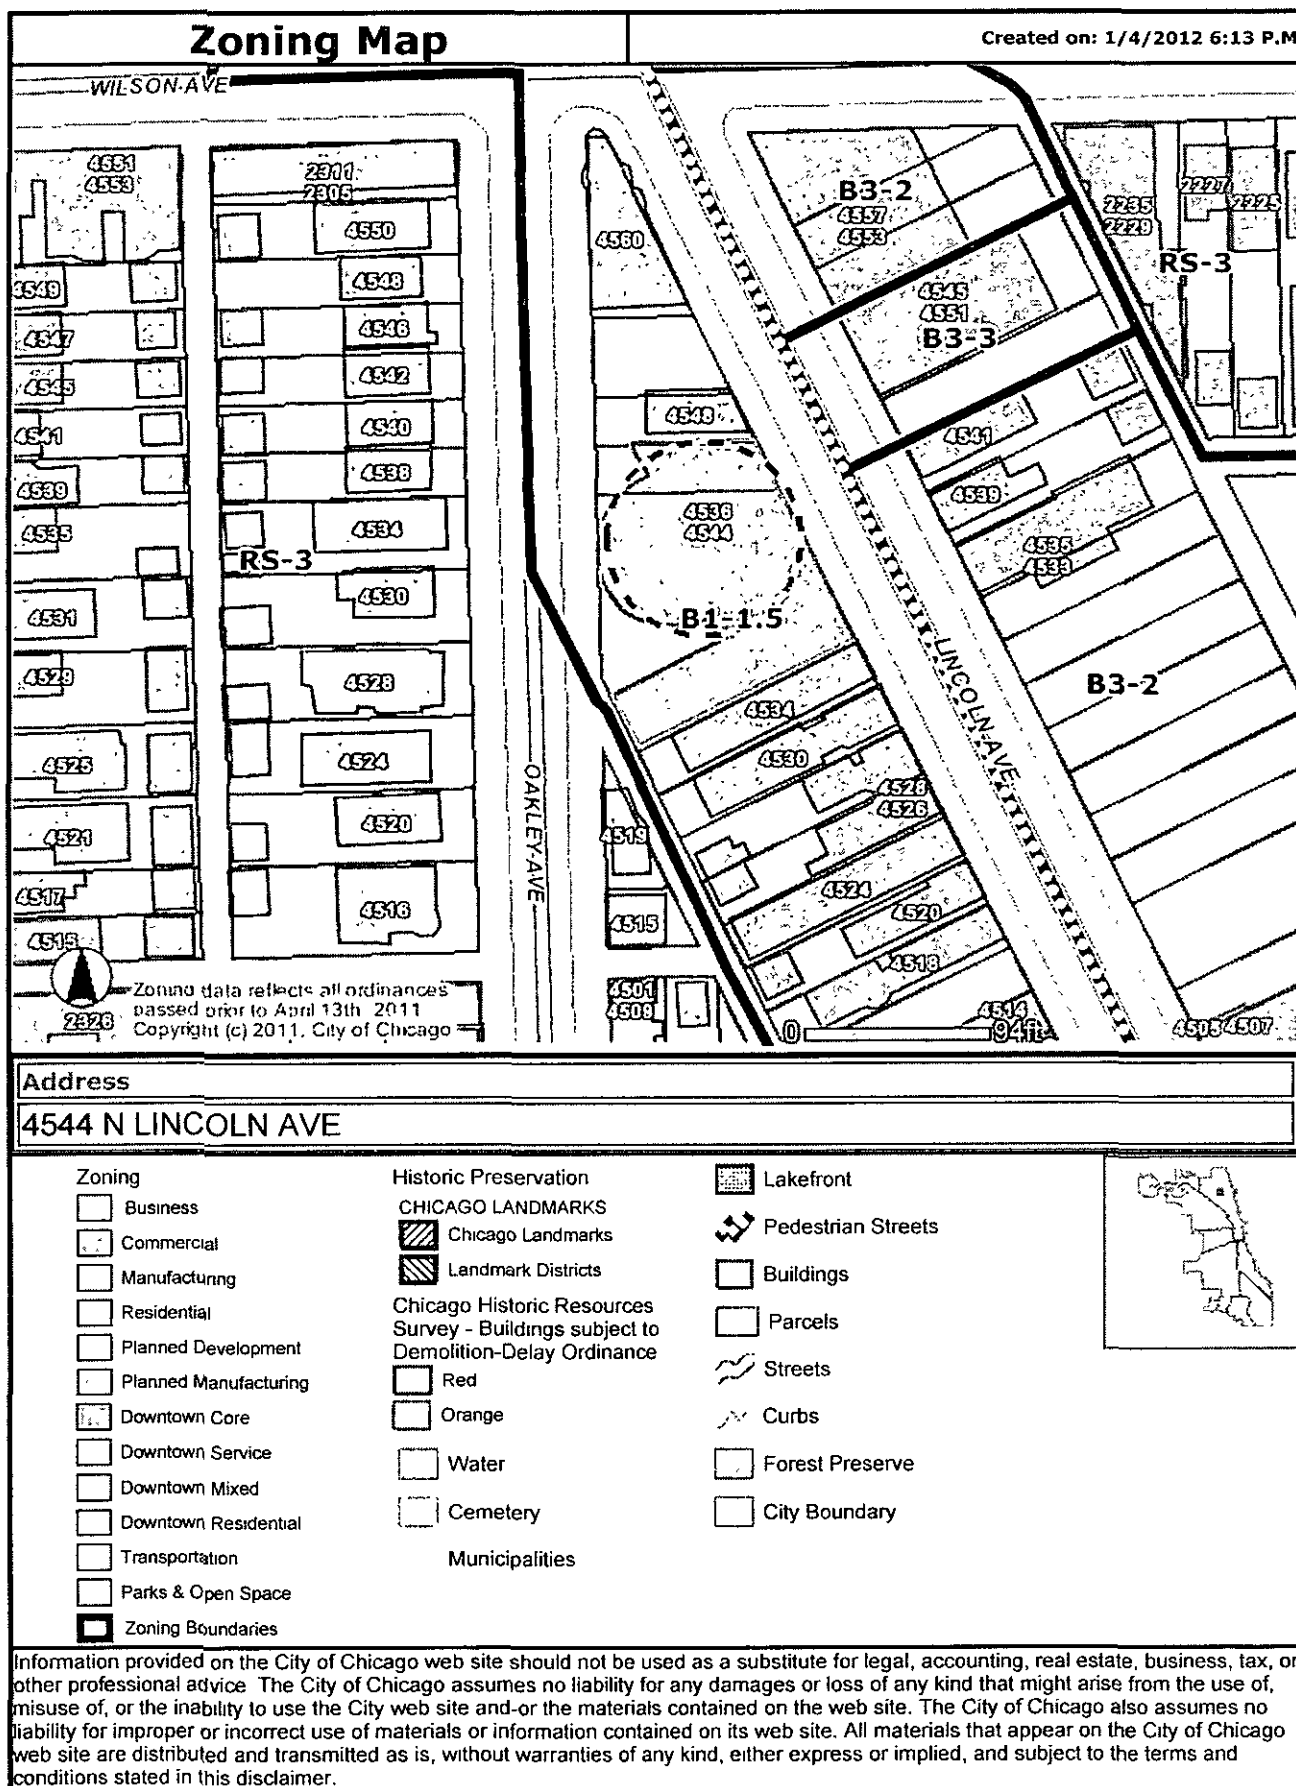 Zoning Map
Created on: 1/4/2012 6:13 P.M
WILSON AVE
4551
4553
2311
2305
4550
4549
4548
4547
4546
4545
4542
4541
4540
4539
4538
4535
4534
RS-3
4531
4530
4529
4528
4525
4524
4521
4520
4517
4516
4515
OAKLEY AVE
4560
4548
4536
4544
B1-1.5
4534
4530
4528
4526
4519
4524
4520
4515
4518
4501
4509
4514
B3-2
4557
4553
2235
2229
2227
2225
RS-3
4545
4551
B3-3
4541
4539
4535
4533
LINCOLN AVE
B3-2
4505 4507
2326
Zoning data reflects all ordinances
passed prior to April 13th, 2011
Copyright (c) 2011, City of Chicago
0 94ft
Address
4544 N LINCOLN AVE
Zoning
Business
Commercial
Manufacturing
Residential
Planned Development
Planned Manufacturing
Downtown Core
Downtown Service
Downtown Mixed
Downtown Residential
Transportation
Parks & Open Space
Zoning Boundaries
Historic Preservation
CHICAGO LANDMARKS
Chicago Landmarks
Landmark Districts
Chicago Historic Resources
Survey - Buildings subject to
Demolition-Delay Ordinance
Red
Orange
Water
Cemetery
Municipalities
Lakefront
Pedestrian Streets
Buildings
Parcels
Streets
Curbs
Forest Preserve
City Boundary
Information provided on the City of Chicago web site should not be used as a substitute for legal, accounting, real estate, business, tax, or
other professional advice The City of Chicago assumes no liability for any damages or loss of any kind that might arise from the use of,
misuse of, or the inability to use the City web site and-or the materials contained on the web site. The City of Chicago also assumes no
liability for improper or incorrect use of materials or information contained on its web site. All materials that appear on the City of Chicago
web site are distributed and transmitted as is, without warranties of any kind, either express or implied, and subject to the terms and
conditions stated in this disclaimer.